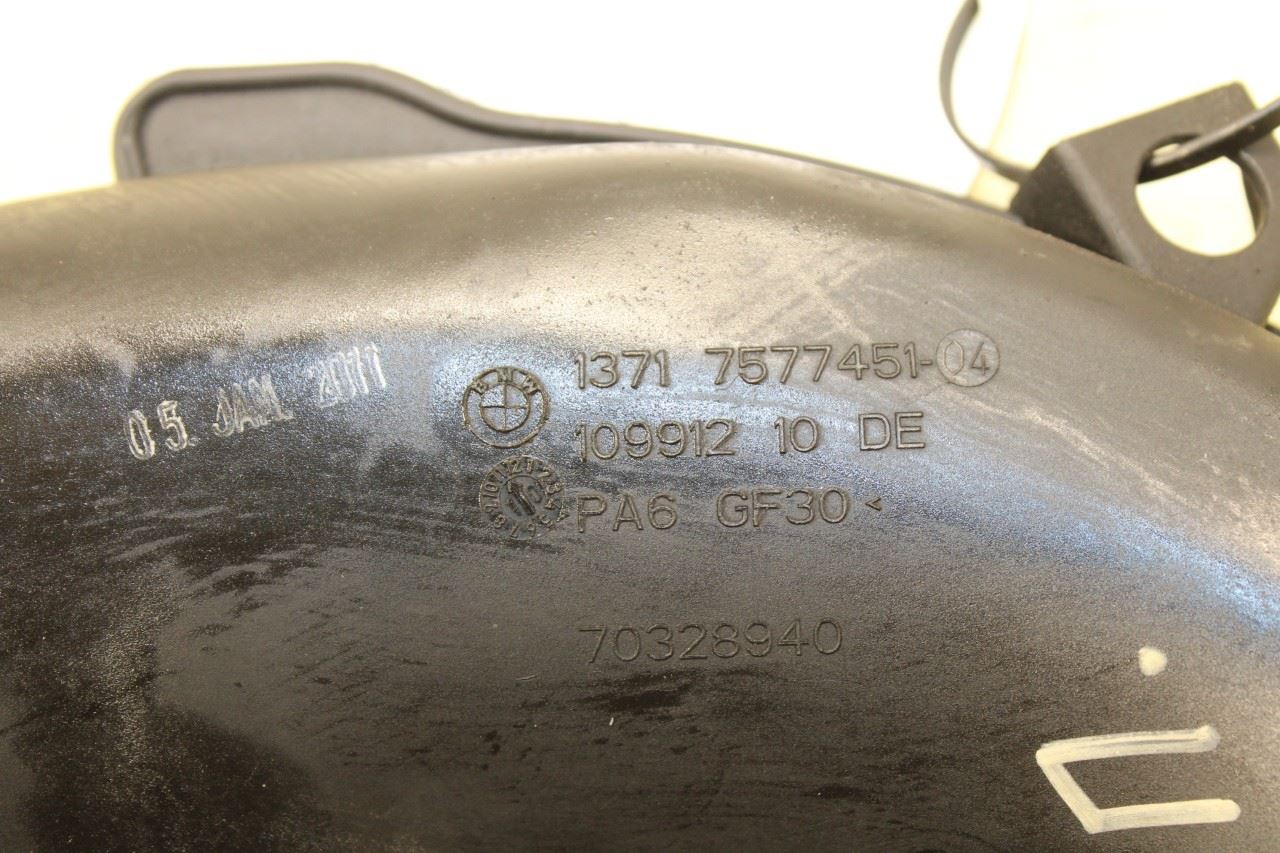 05. JAN. 2011
BMW
1371 7577451-04
109912 10 DE
PA6 GF30<
70328940